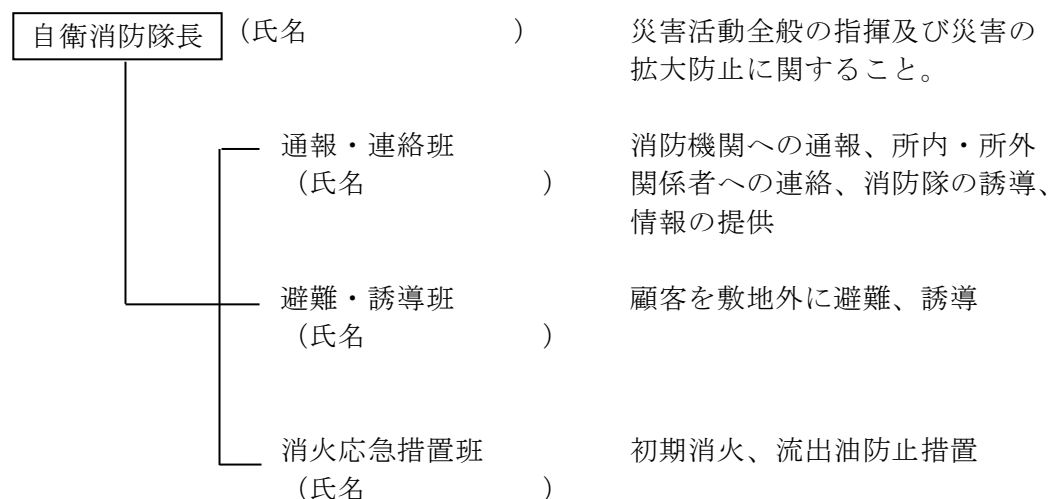 自衛消防隊長 (氏名　　　　　　　) 災害活動全般の指揮及び災害の
拡大防止に関すること。
通報・連絡班 消防機関への通報、所内・所外
(氏名　　　　　　　) 関係者への連絡、消防隊の誘導、
情報の提供
避難・誘導班 顧客を敷地外に避難、誘導
(氏名　　　　　　　)
消火応急措置班 初期消火、流出油防止措置
(氏名　　　　　　　)